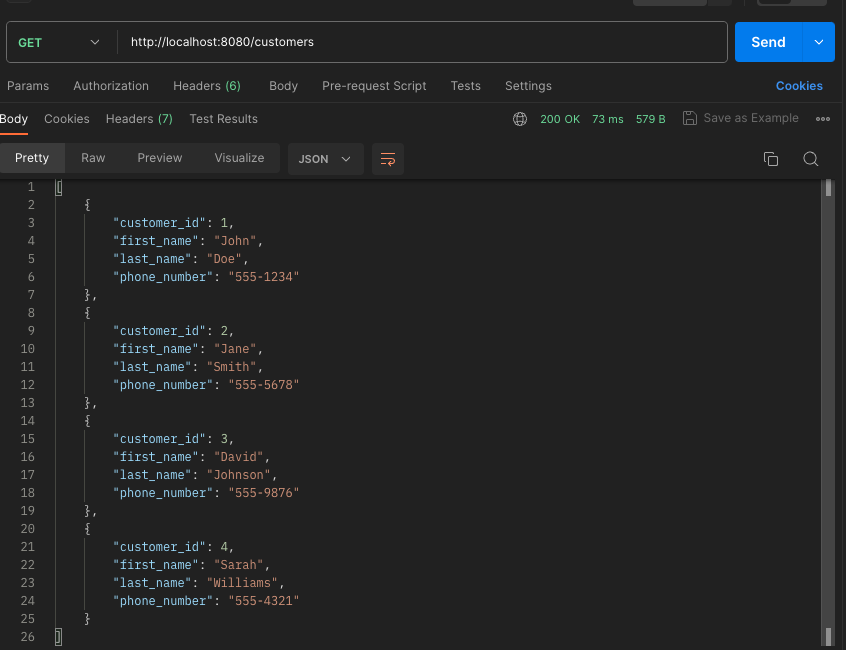 GET http://localhost:8080/customers Send
Params Authorization Headers (6) Body Pre-request Script Tests Settings Cookies
Body Cookies Headers (7) Test Results 200 OK 73 ms 579 B Save as Example
Pretty Raw Preview Visualize JSON
1 [
2 {
3 "customer_id": 1,
4 "first_name": "John",
5 "last_name": "Doe",
6 "phone_number": "555-1234"
7 },
8 {
9 "customer_id": 2,
10 "first_name": "Jane",
11 "last_name": "Smith",
12 "phone_number": "555-5678"
13 },
14 {
15 "customer_id": 3,
16 "first_name": "David",
17 "last_name": "Johnson",
18 "phone_number": "555-9876"
19 },
20 {
21 "customer_id": 4,
22 "first_name": "Sarah",
23 "last_name": "Williams",
24 "phone_number": "555-4321"
25 }
26 ]